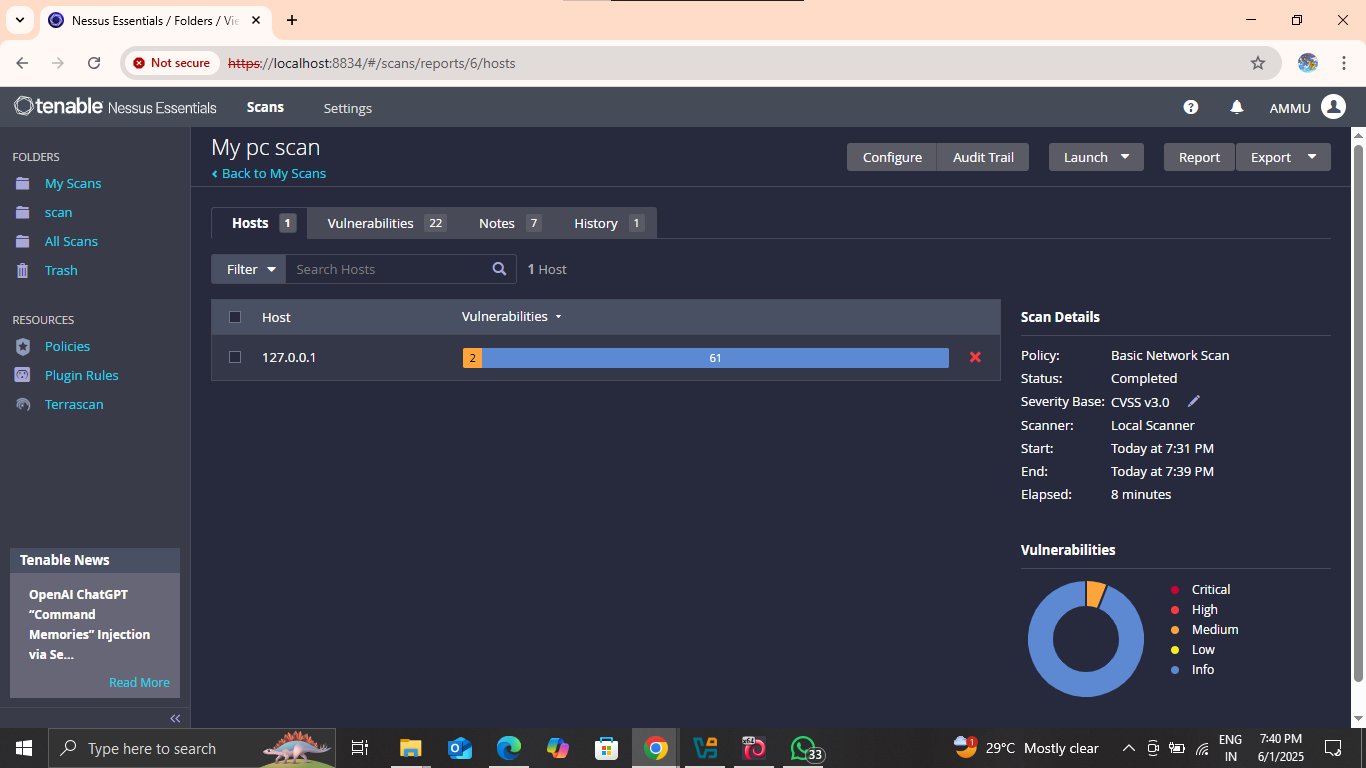 Nessus Essentials / Folders / Vie
Not secure
https://localhost:8834/#/scans/reports/6/hosts
tenable Nessus Essentials
Scans
Settings
?
AMMU
FOLDERS
My Scans
scan
All Scans
Trash
RESOURCES
Policies
Plugin Rules
Terrascan
Tenable News
OpenAI ChatGPT
“Command
Memories” Injection
via Se...
Read More
My pc scan
Back to My Scans
Configure
Audit Trail
Launch
Report
Export
Hosts 1
Vulnerabilities 22
Notes 7
History 1
Filter
Search Hosts
1 Host
Host
Vulnerabilities
127.0.0.1
2
61
Scan Details
Policy: Basic Network Scan
Status: Completed
Severity Base: CVSS v3.0
Scanner: Local Scanner
Start: Today at 7:31 PM
End: Today at 7:39 PM
Elapsed: 8 minutes
Vulnerabilities
Critical
High
Medium
Low
Info
Type here to search
x64
33
1
29°C Mostly clear
ENG
IN
7:40 PM
6/1/2025